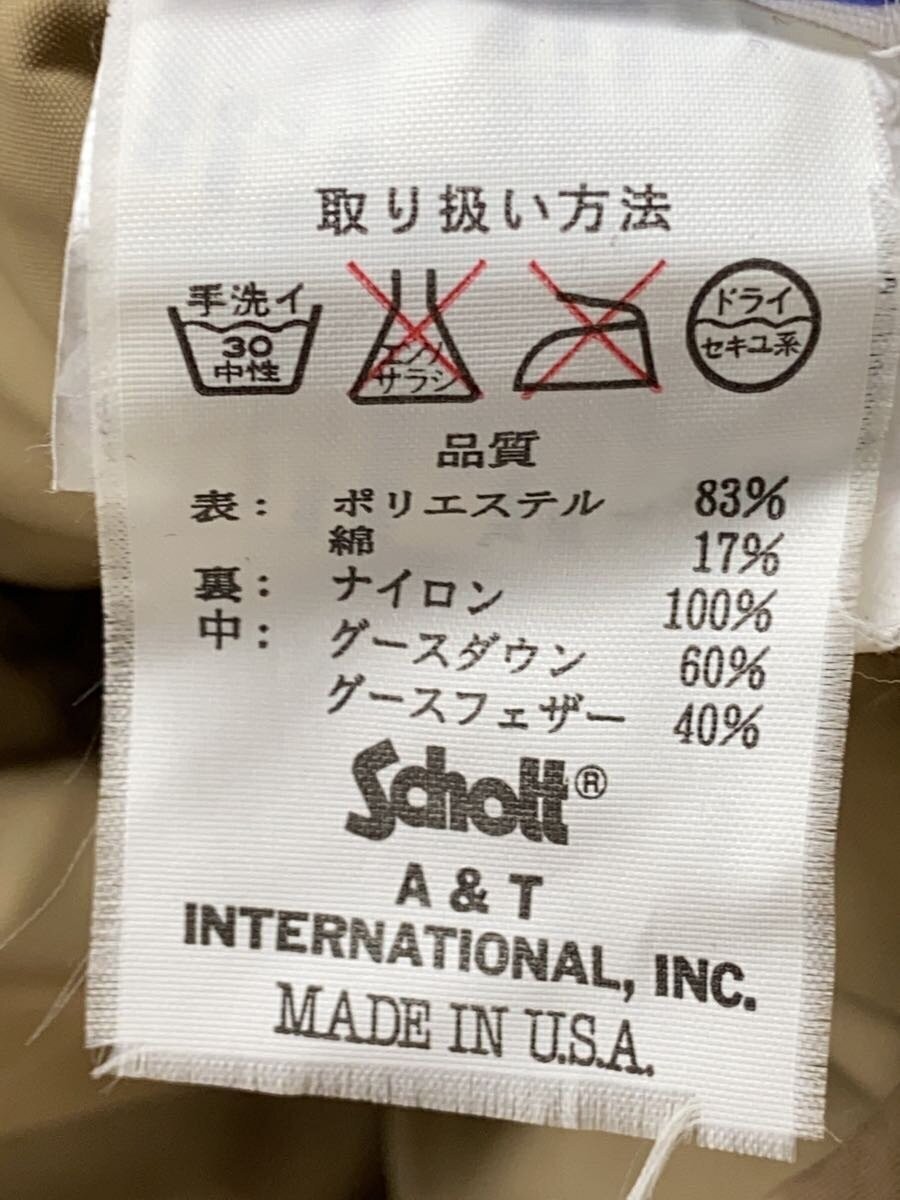 取り扱い方法
手洗イ
30
中性
エンソ
サラシ
ドライ
セキユ系
品質
表: ポリエステル 83%
綿 17%
裏: ナイロン 100%
中: グースダウン 60%
グースフェザー 40%
Schott®
A & T
INTERNATIONAL, INC.
MADE IN U.S.A.